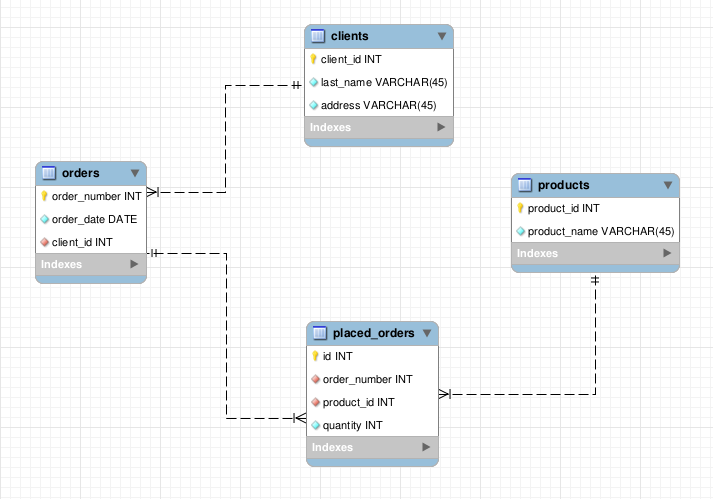 clients
client_id INT
last_name VARCHAR(45)
address VARCHAR(45)
Indexes
orders
order_number INT
order_date DATE
client_id INT
Indexes
products
product_id INT
product_name VARCHAR(45)
Indexes
placed_orders
id INT
order_number INT
product_id INT
quantity INT
Indexes